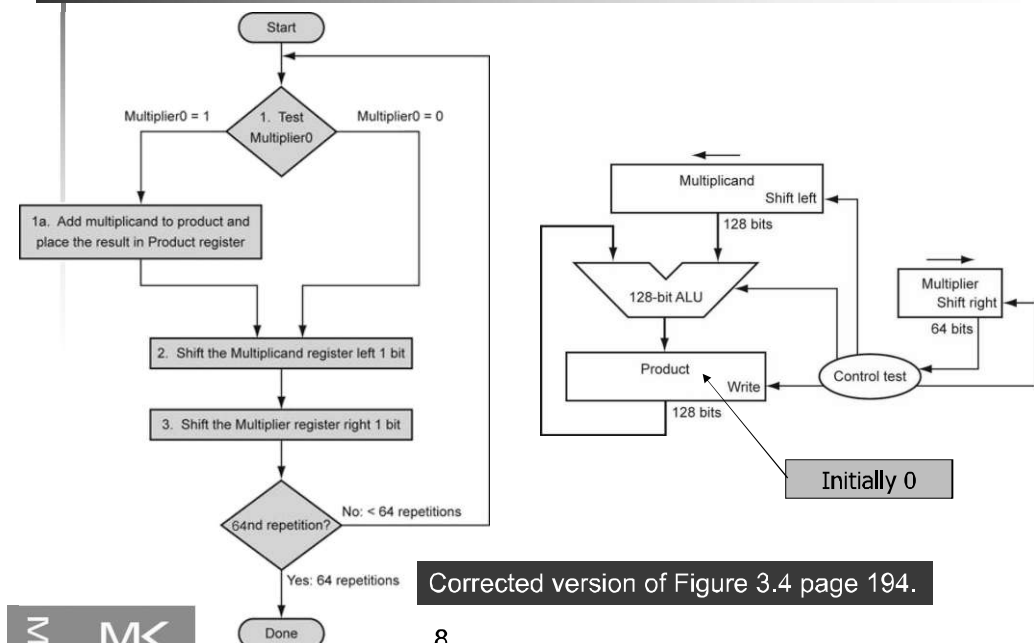 Start
Multiplier0 = 1
1. Test
Multiplier0
Multiplier0 = 0
1a. Add multiplicand to product and
place the result in Product register
2. Shift the Multiplicand register left 1 bit
3. Shift the Multiplier register right 1 bit
64nd repetition?
No: < 64 repetitions
Yes: 64 repetitions
Done
Multiplicand
Shift left
128 bits
128-bit ALU
Multiplier
Shift right
64 bits
Control test
Product
Write
128 bits
Initially 0
Corrected version of Figure 3.4 page 194.
M
MK
8